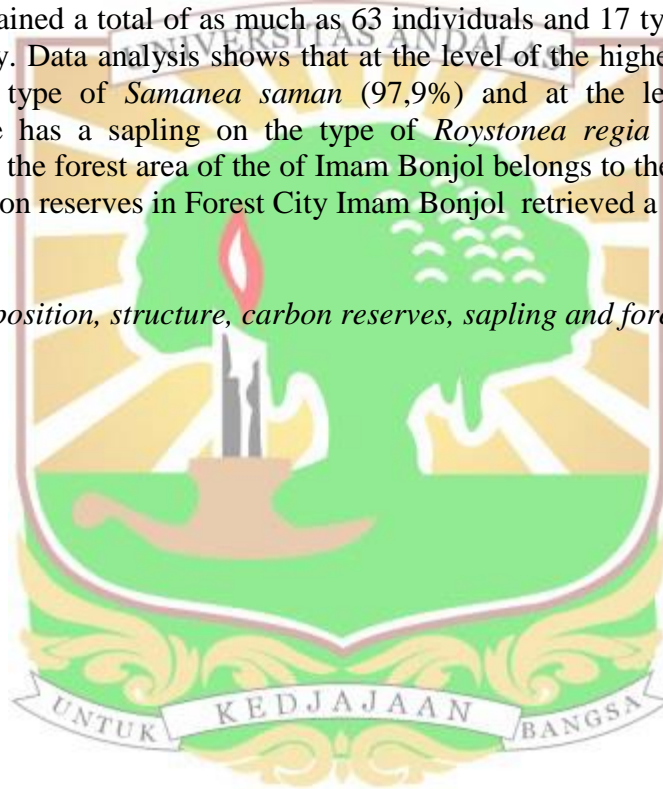 ained a total of as much as 63 individuals and 17 ty
y. Data analysis shows that at the level of the highe
type of Samanea saman (97,9%) and at the le
e has a sapling on the type of Roystonea regia
the forest area of the of Imam Bonjol belongs to the
on reserves in Forest City Imam Bonjol retrieved a
position, structure, carbon reserves, sapling and fore
UNIVERSITAS ANDALAS
UNTUK KEDJAJAAN BANGSA